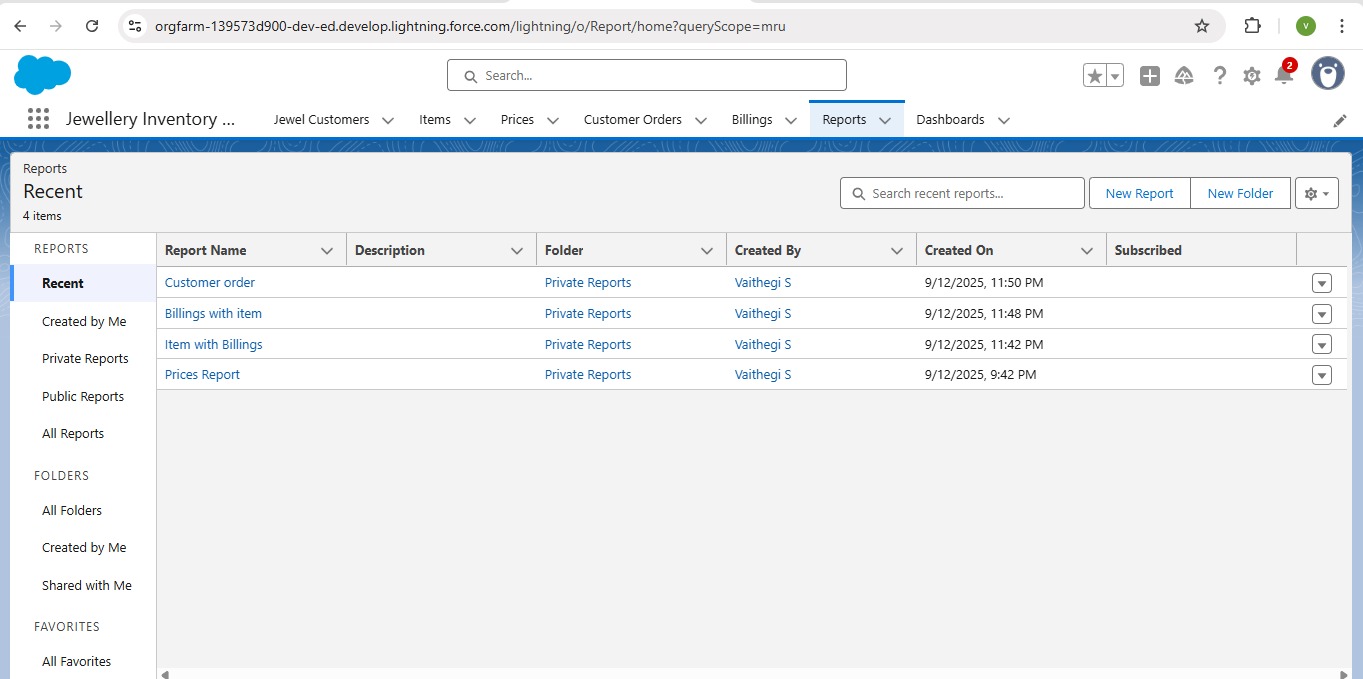 orgfarm-139573d900-dev-ed.develop.lightning.force.com/lightning/o/Report/home?queryScope=mru
V
Search...
2
Jewellery Inventory ... Jewel Customers Items Prices Customer Orders Billings Reports Dashboards
Reports
Recent
4 items
Search recent reports... New Report New Folder
REPORTS
Recent
Created by Me
Private Reports
Public Reports
All Reports
FOLDERS
All Folders
Created by Me
Shared with Me
FAVORITES
All Favorites
Report Name Description Folder Created By Created On Subscribed
Customer order Private Reports Vaithegi S 9/12/2025, 11:50 PM
Billings with item Private Reports Vaithegi S 9/12/2025, 11:48 PM
Item with Billings Private Reports Vaithegi S 9/12/2025, 11:42 PM
Prices Report Private Reports Vaithegi S 9/12/2025, 9:42 PM